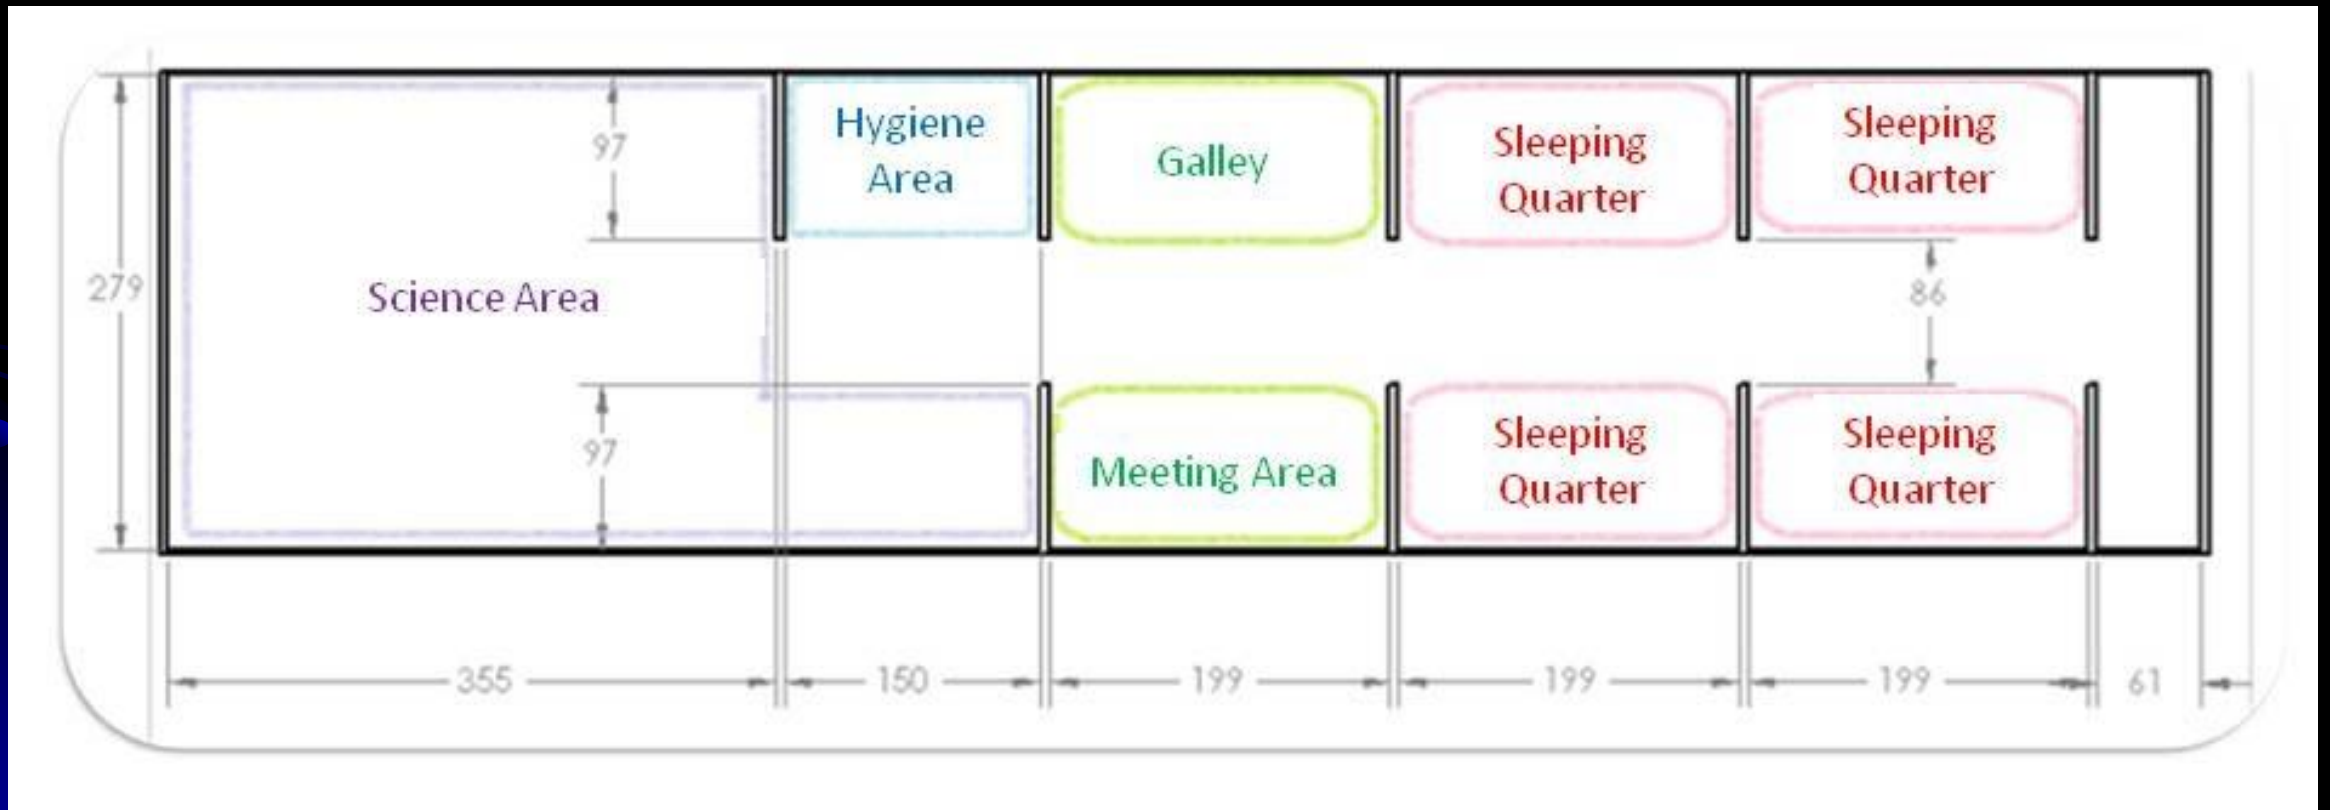 Hygiene
Area
Galley
Sleeping
Quarter
Sleeping
Quarter
97
279
Science Area
86
97
Meeting Area
Sleeping
Quarter
Sleeping
Quarter
355
150
199
199
199
61